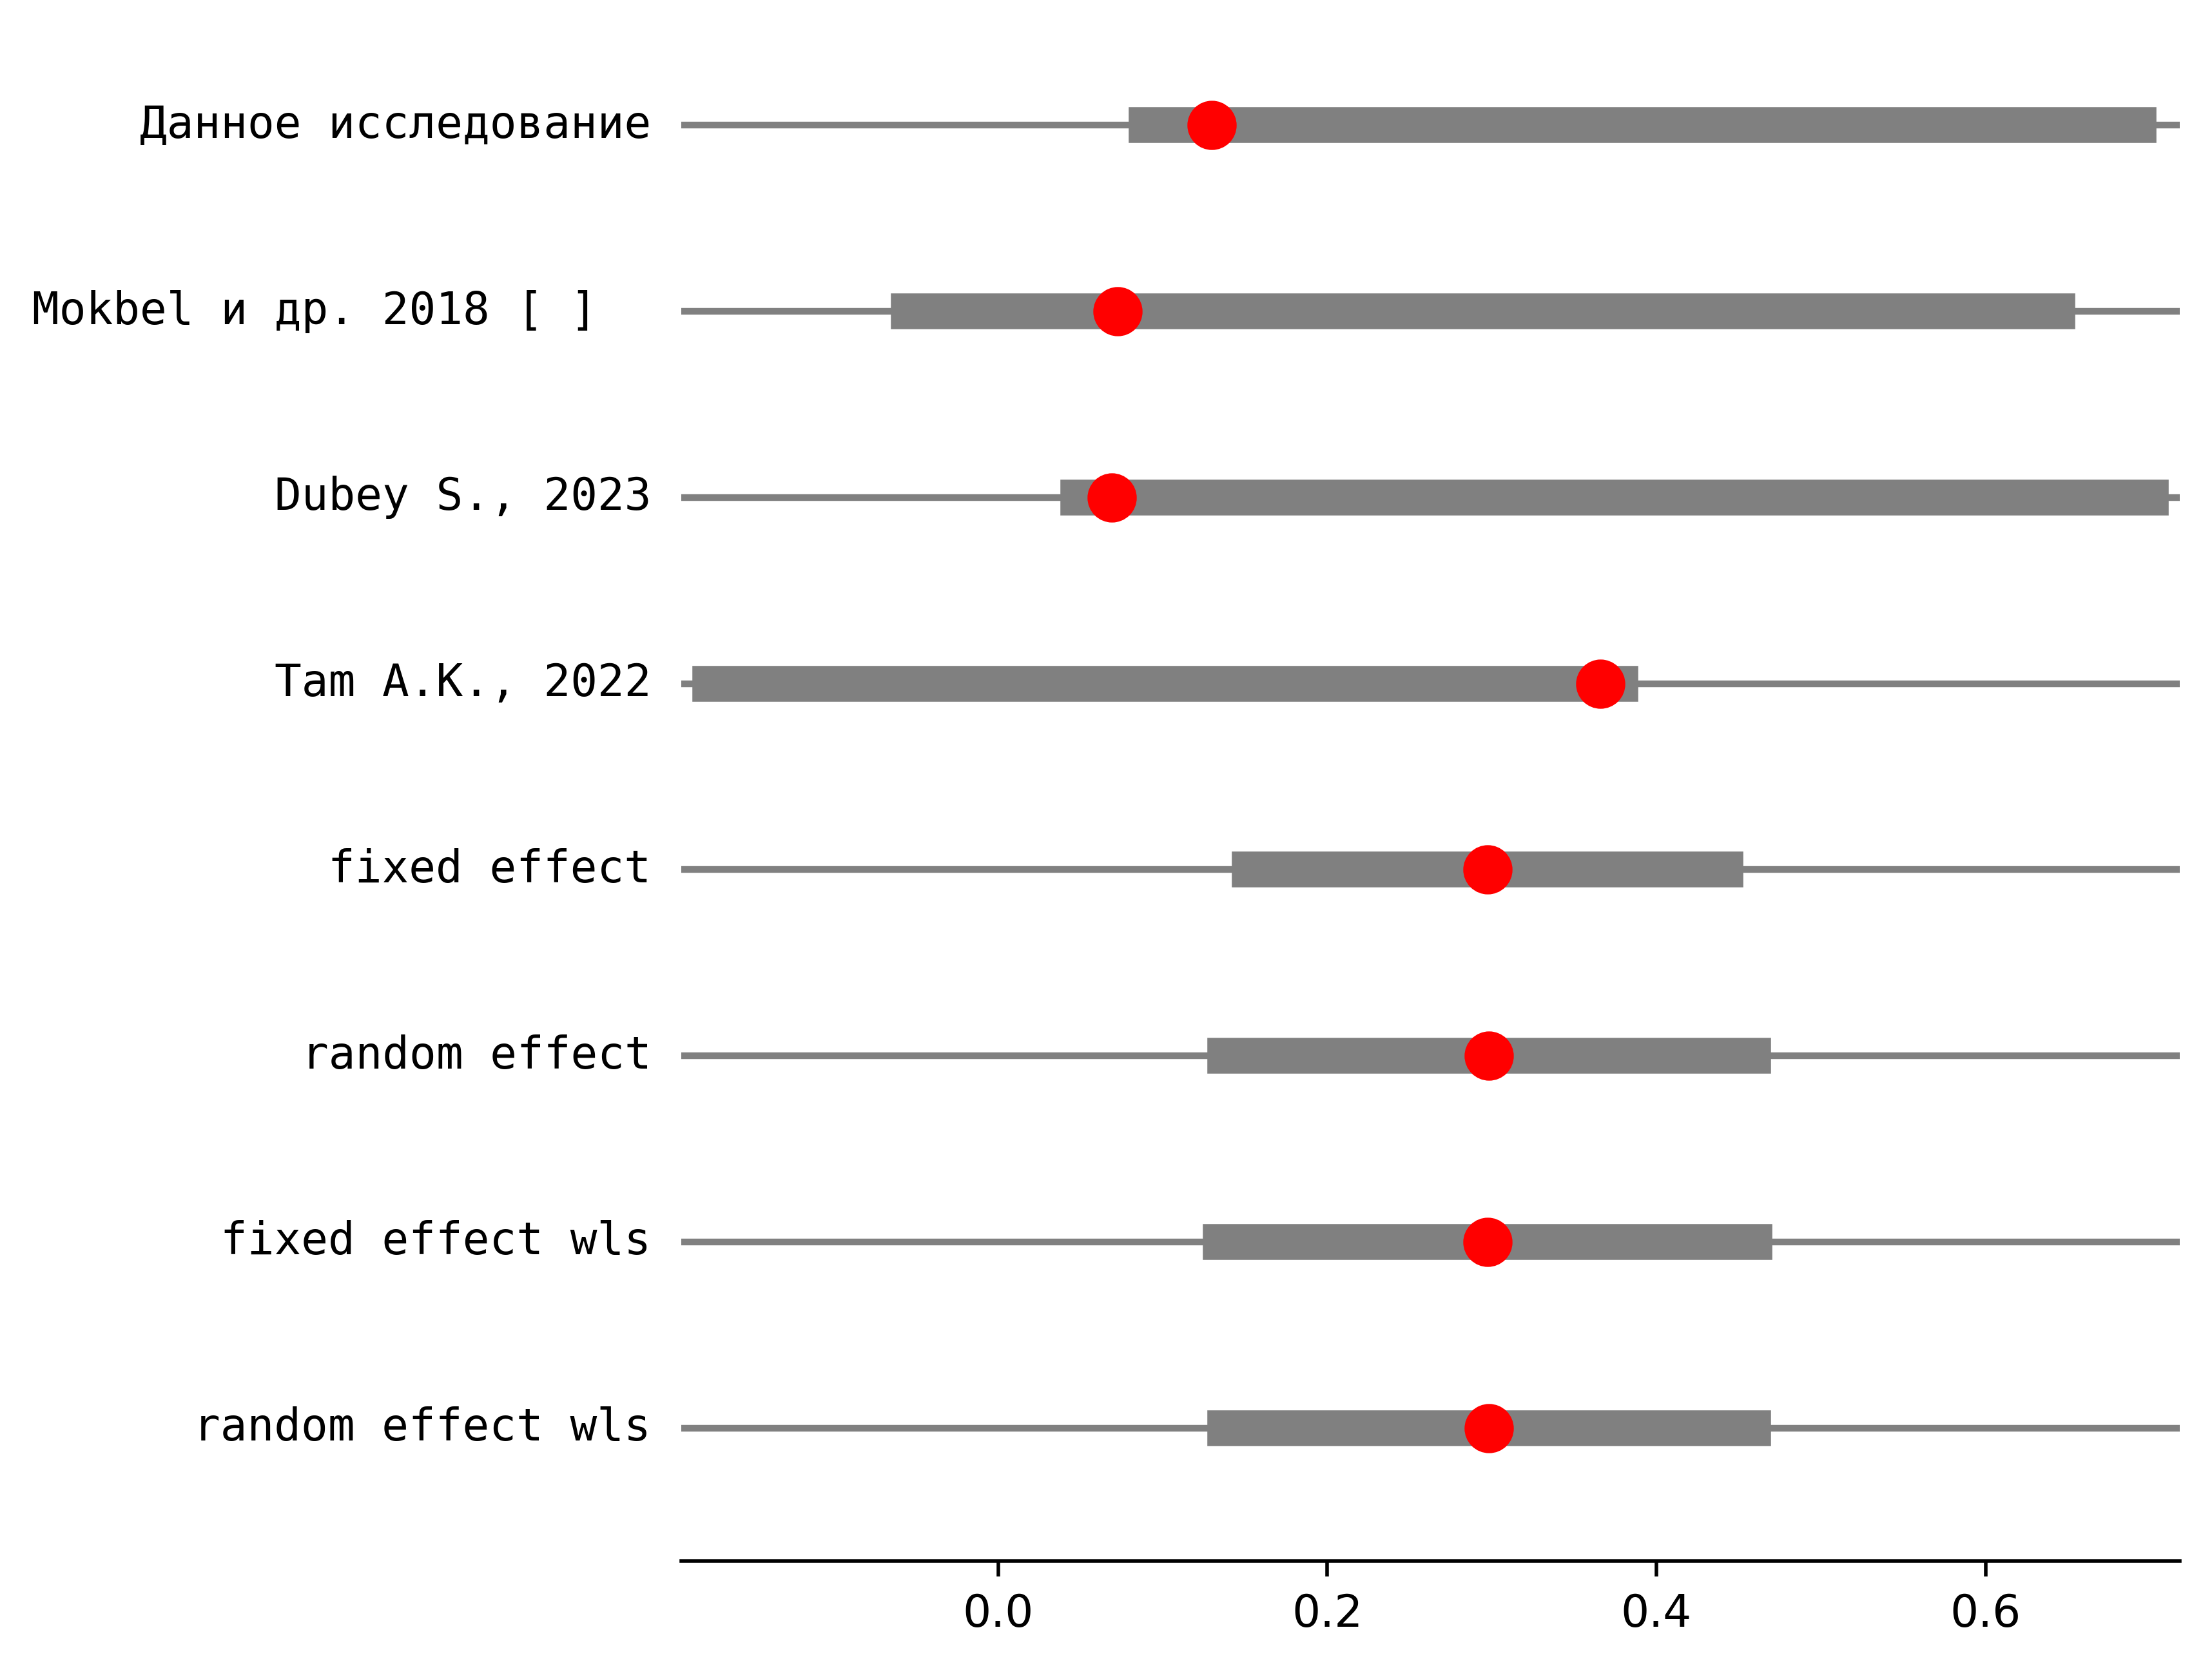 Данное исследование
Mokbel и др. 2018 [ ]
Dubey S., 2023
Tam A.K., 2022
fixed effect
random effect
fixed effect wls
random effect wls
0.0 0.2 0.4 0.6